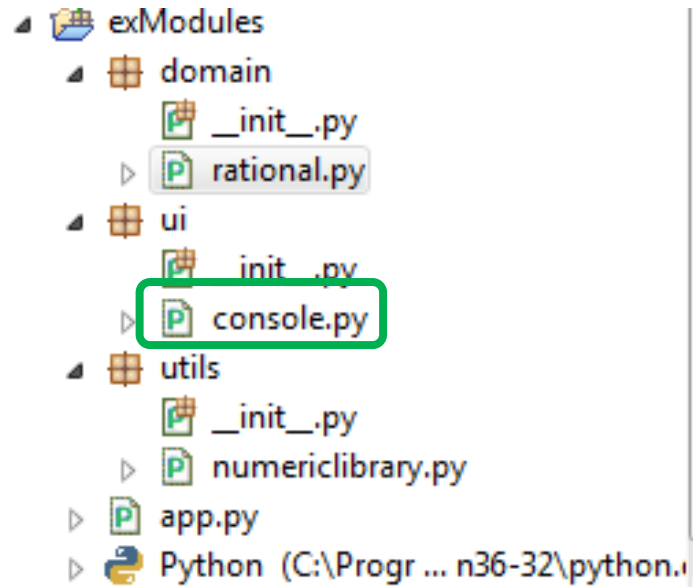 exModules
domain
__init__.py
rational.py
ui
__init__.py
console.py
utils
__init__.py
numericlibrary.py
app.py
Python (C:\Progr ... n36-32\python.